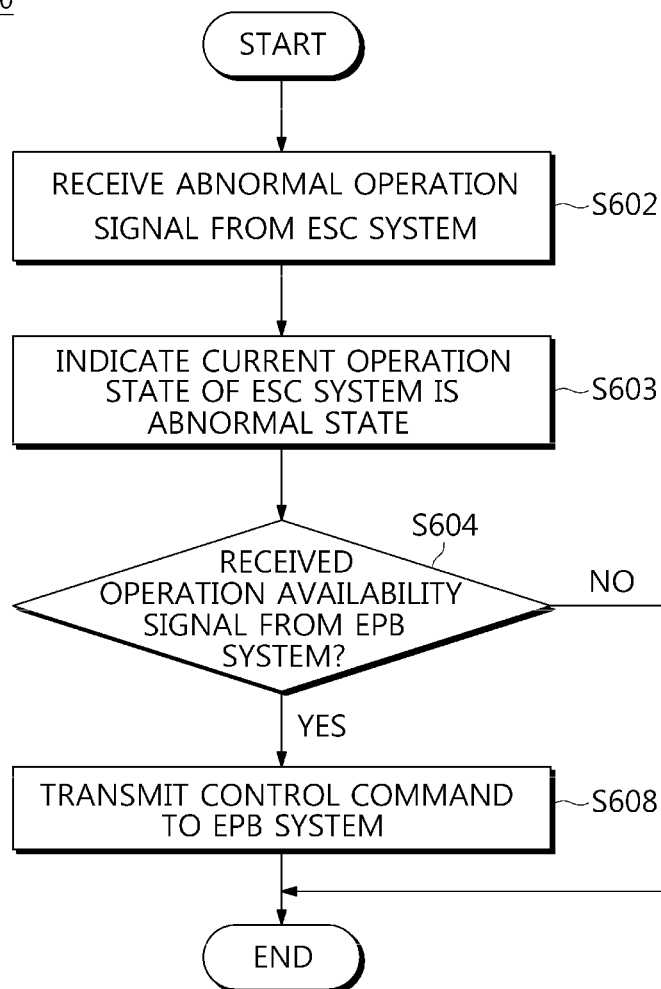 START
RECEIVE ABNORMAL OPERATION
SIGNAL FROM ESC SYSTEM
S602
INDICATE CURRENT OPERATION
STATE OF ESC SYSTEM IS
ABNORMAL STATE
S603
S604
RECEIVED
OPERATION AVAILABILITY
SIGNAL FROM EPB
SYSTEM?
NO
YES
TRANSMIT CONTROL COMMAND
TO EPB SYSTEM
S608
END